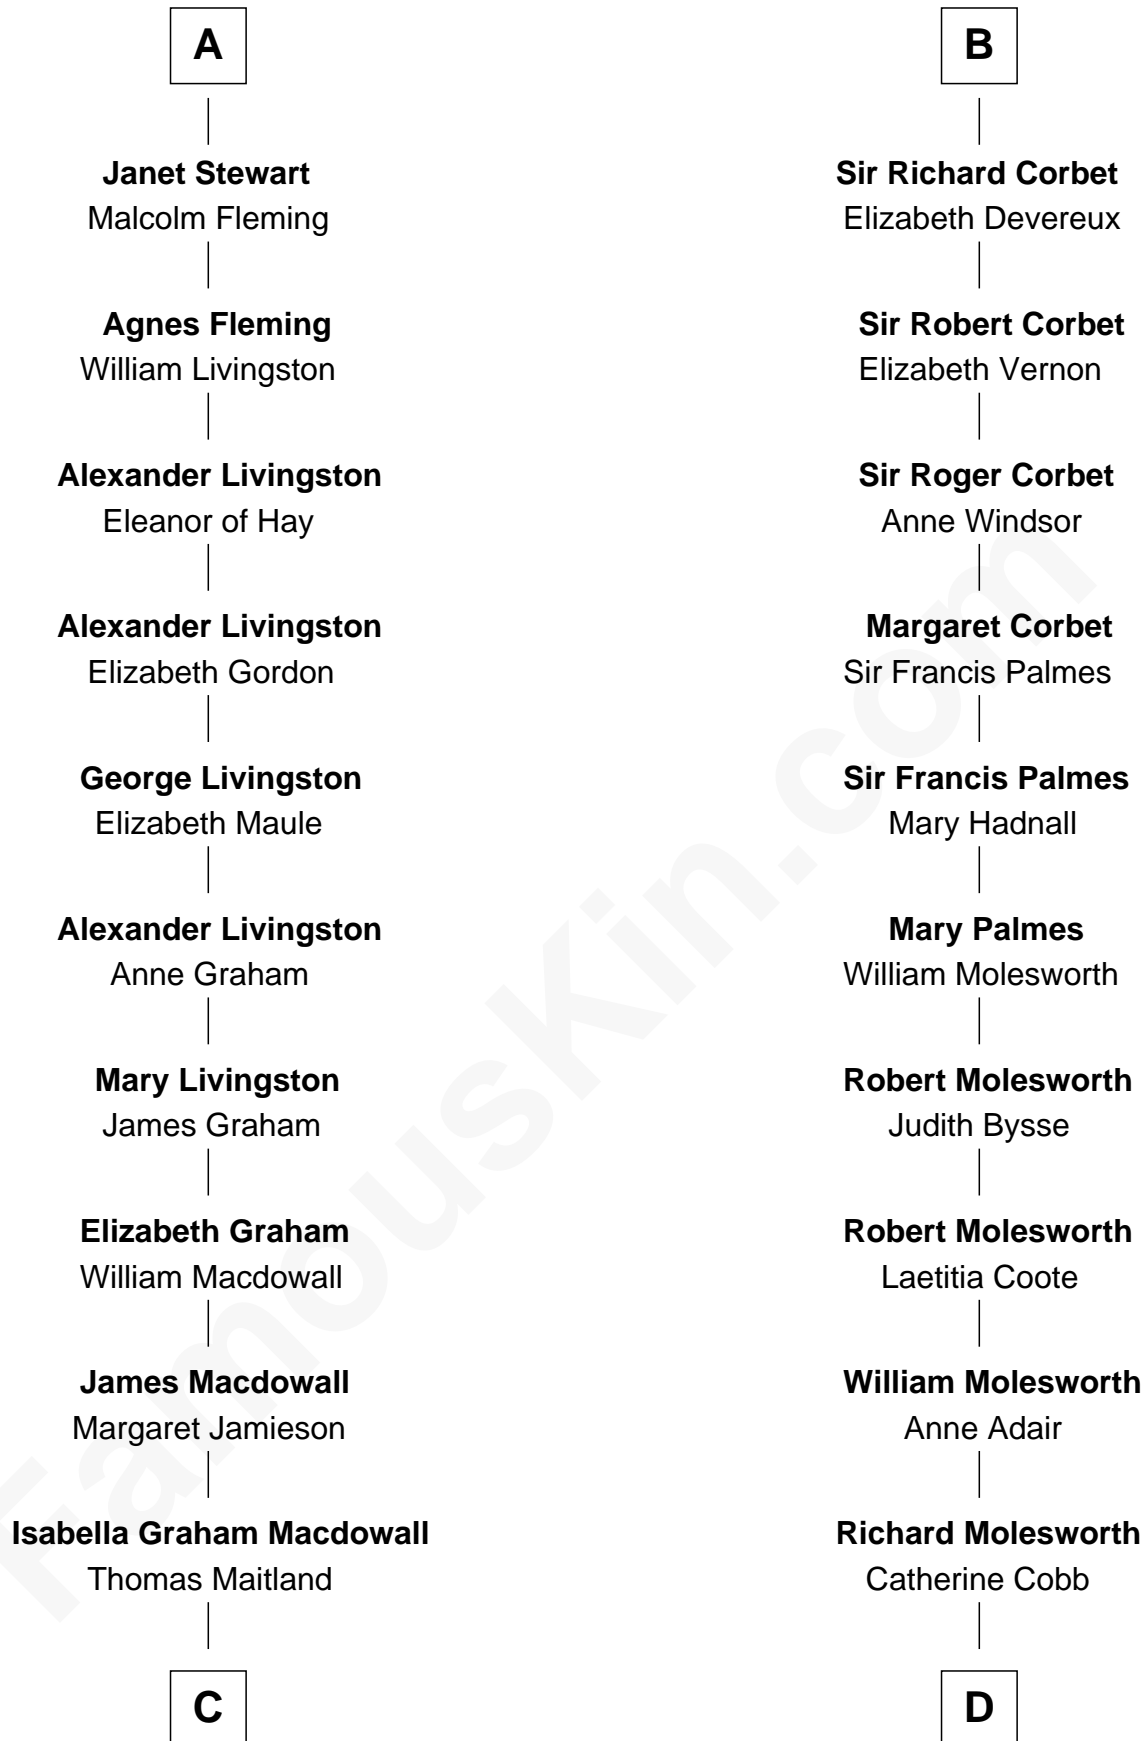 A
Janet Stewart
Malcolm Fleming
Agnes Fleming
William Livingston
Alexander Livingston
Eleanor of Hay
Alexander Livingston
Elizabeth Gordon
George Livingston
Elizabeth Maule
Alexander Livingston
Anne Graham
Mary Livingston
James Graham
Elizabeth Graham
William Macdowall
James Macdowall
Margaret Jamieson
Isabella Graham Macdowall
Thomas Maitland
C
B
Sir Richard Corbet
Elizabeth Devereux
Sir Robert Corbet
Elizabeth Vernon
Sir Roger Corbet
Anne Windsor
Margaret Corbet
Sir Francis Palmes
Sir Francis Palmes
Mary Hadnall
Mary Palmes
William Molesworth
Robert Molesworth
Judith Bysse
Robert Molesworth
Laetitia Coote
William Molesworth
Anne Adair
Richard Molesworth
Catherine Cobb
D
FamousKin.com